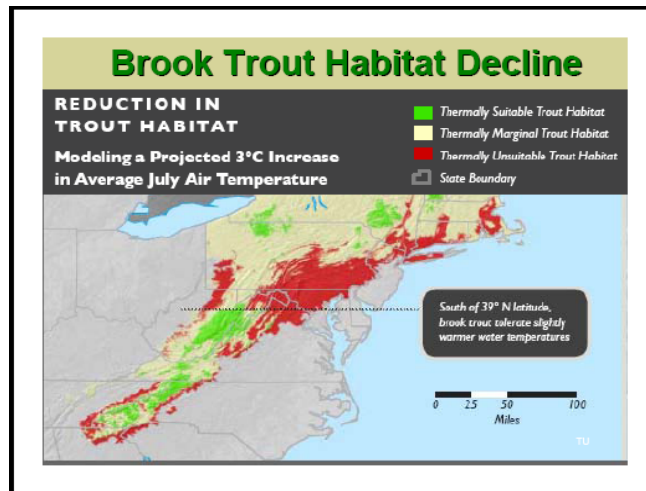 Brook Trout Habitat Decline
REDUCTION IN
TROUT HABITAT
Modeling a Projected 3°C Increase
in Average July Air Temperature
Thermally Suitable Trout Habitat
Thermally Marginal Trout Habitat
Thermally Unsuitable Trout Habitat
State Boundary
South of 39° N latitude,
brook trout tolerate slightly
warmer water temperatures
0 25 50 100
Miles
TU